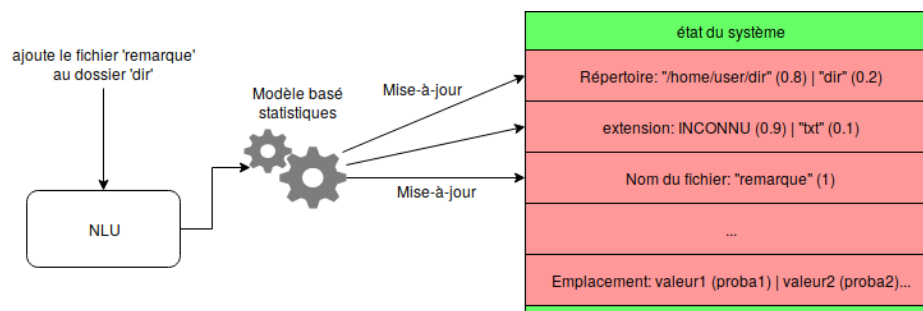 ajoute le fichier 'remarque'
au dossier 'dir'
NLU
Modèle basé
statistiques
Mise-à-jour
Mise-à-jour
état du système
Répertoire: "/home/user/dir" (0.8) | "dir" (0.2)
extension: INCONNU (0.9) | "txt" (0.1)
Nom du fichier: "remarque" (1)
...
Emplacement: valeur1 (proba1) | valeur2 (proba2)...